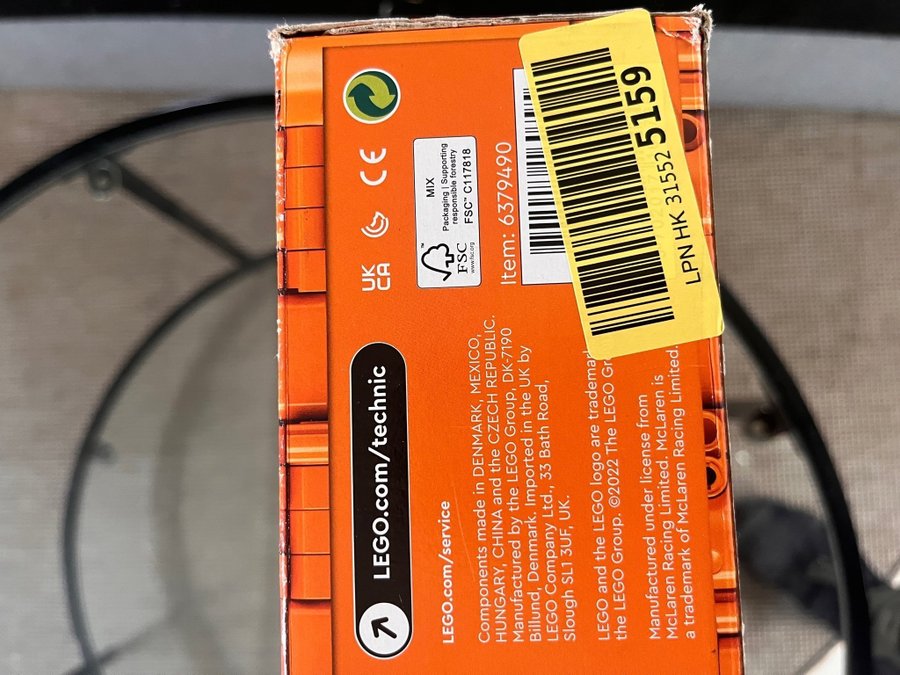 LEGO.com/technic
LEGO.com/service
Components made in DENMARK, MEXICO,
HUNGARY, CHINA and the CZECH REPUBLIC.
Manufactured by the LEGO Group, DK-7190
Billund, Denmark. Imported in the UK by
LEGO Company Ltd., 33 Bath Road,
Slough SL1 3UF, UK.
LEGO and the LEGO logo are
the LEGO Group. ©2022 The LEGO
Manufactured under license from
McLaren Racing Limited. McLaren is
a trademark of McLaren Racing Limited.
UK
CA
CE
FSC™
www.fsc.org
MIX
Packaging | Supporting
responsible forestry
FSC™ C117818
Item: 6379490
LPN HK 31552 5159